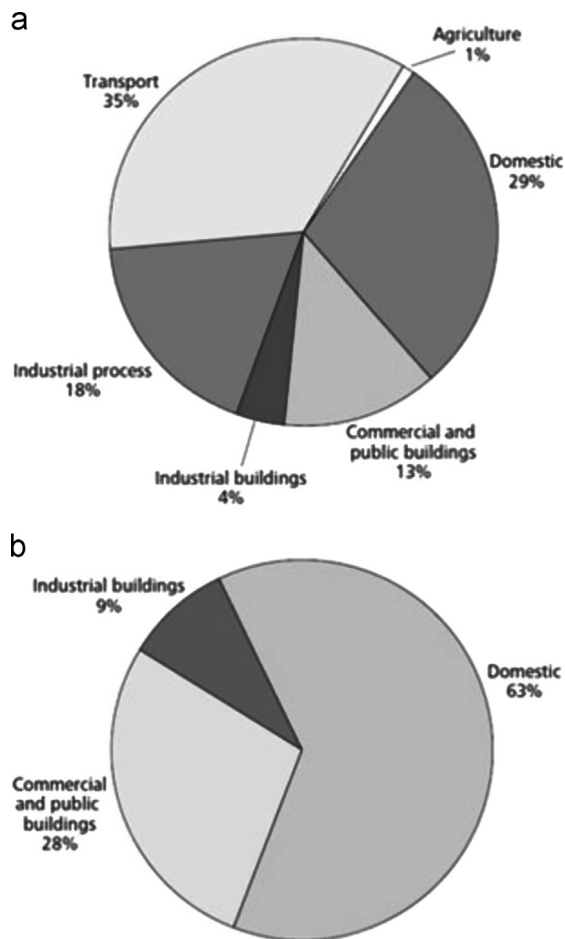 a
Agriculture
1%
Transport
35%
Domestic
29%
Industrial process
18%
Commercial and
public buildings
13%
Industrial buildings
4%
b
Industrial buildings
9%
Domestic
63%
Commercial
and public
buildings
28%